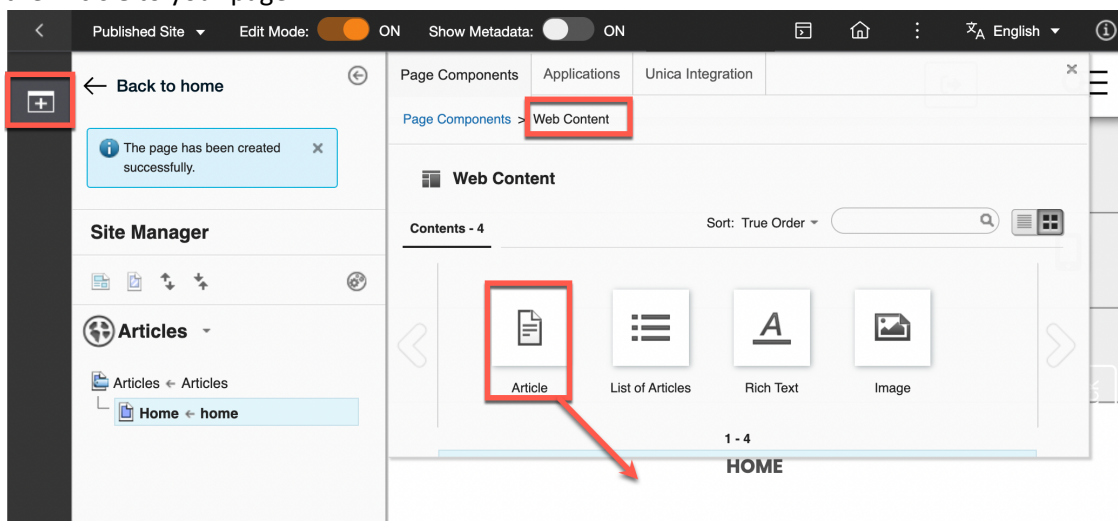 Published Site Edit Mode: ON Show Metadata: ON English
Back to home
The page has been created
successfully.
Site Manager
Articles
Articles ← Articles
Home ← home
Page Components Applications Unica Integration
Page Components > Web Content
Web Content
Contents - 4 Sort: True Order
Article List of Articles Rich Text Image
1 - 4
HOME